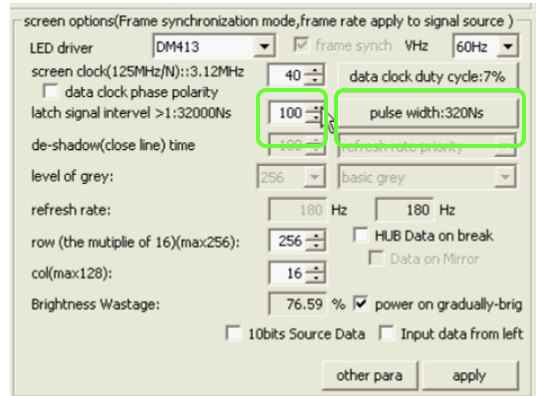 screen options(Frame synchronization mode,frame rate apply to signal source )
LED driver DM413 frame synch VHz 60Hz
screen clock(125MHz/N)::3.12MHz 40 data clock duty cycle:7%
data clock phase polarity
latch signal intervel >1:32000Ns 100 pulse width:320Ns
de-shadow(close line) time 100 refresh rate priority
level of grey: 256 basic grey
refresh rate: 180 Hz 180 Hz
row (the mutiplie of 16)(max256): 256 HUB Data on break
Data on Mirror
col(max128): 16
Brightness Wastage: 76.59 % power on gradually-brig
10bits Source Data Input data from left
other para apply